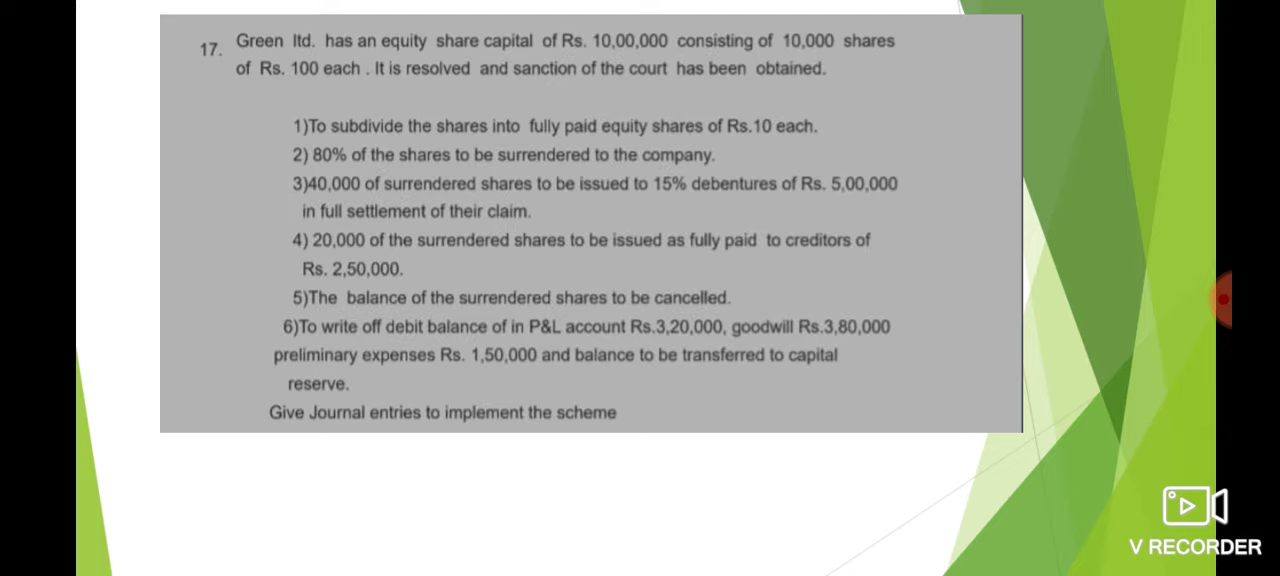 17. Green ltd. has an equity share capital of Rs. 10,00,000 consisting of 10,000 shares
of Rs. 100 each . It is resolved and sanction of the court has been obtained.
1)To subdivide the shares into fully paid equity shares of Rs.10 each.
2) 80% of the shares to be surrendered to the company.
3)40,000 of surrendered shares to be issued to 15% debentures of Rs. 5,00,000
in full settlement of their claim.
4) 20,000 of the surrendered shares to be issued as fully paid to creditors of
Rs. 2,50,000.
5)The balance of the surrendered shares to be cancelled.
6)To write off debit balance of in P&L account Rs.3,20,000, goodwill Rs.3,80,000
preliminary expenses Rs. 1,50,000 and balance to be transferred to capital
reserve.
Give Journal entries to implement the scheme
V RECORDER